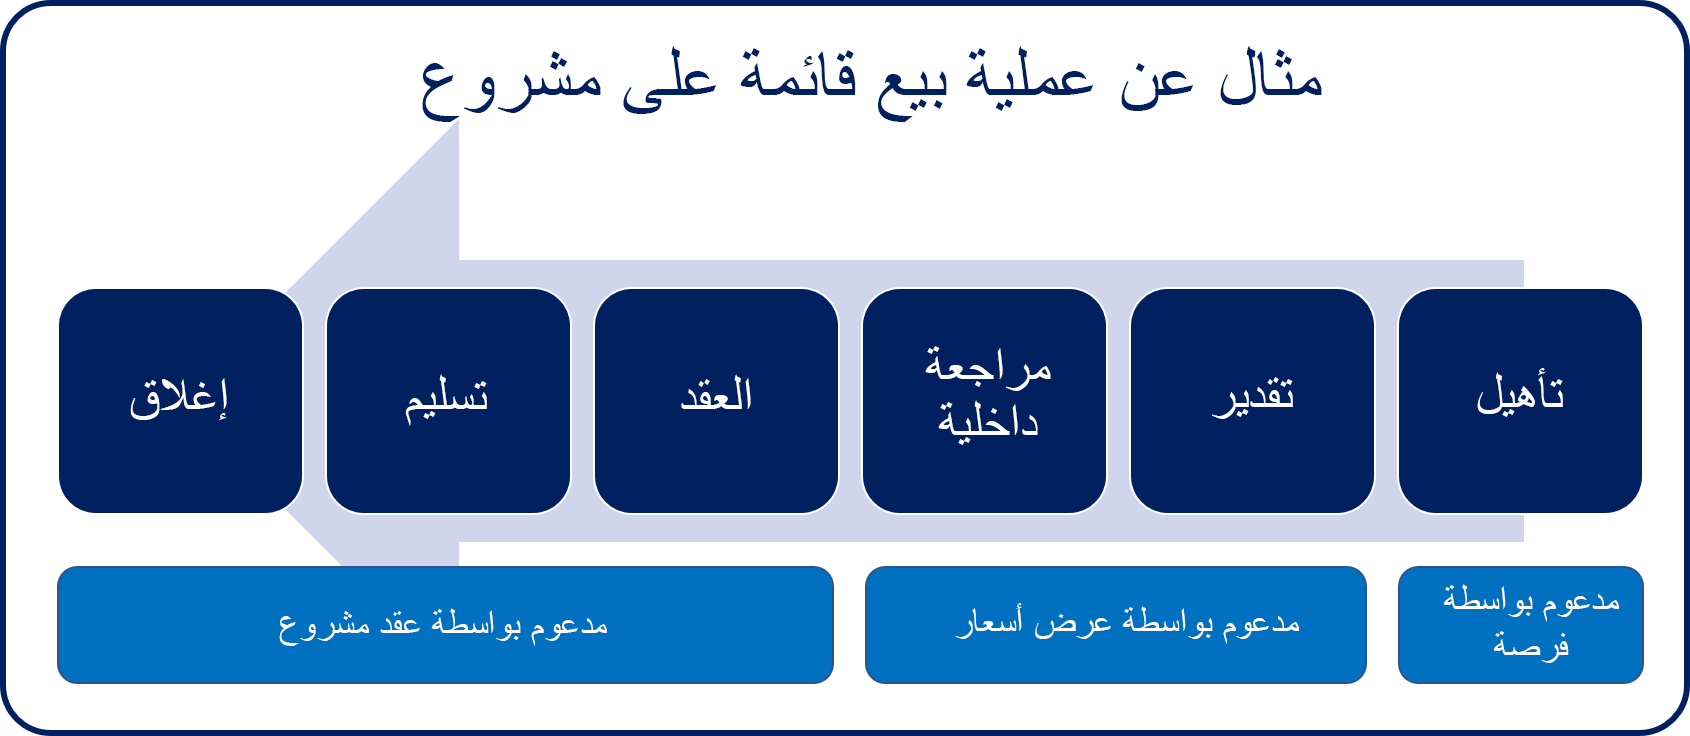 مثال عن عملية بيع قائمة على مشروع
تأهيل
تقدير
مراجعة
داخلية
العقد
تسليم
إغلاق
مدعوم بواسطة
فرصة
مدعوم بواسطة عرض أسعار
مدعوم بواسطة عقد مشروع